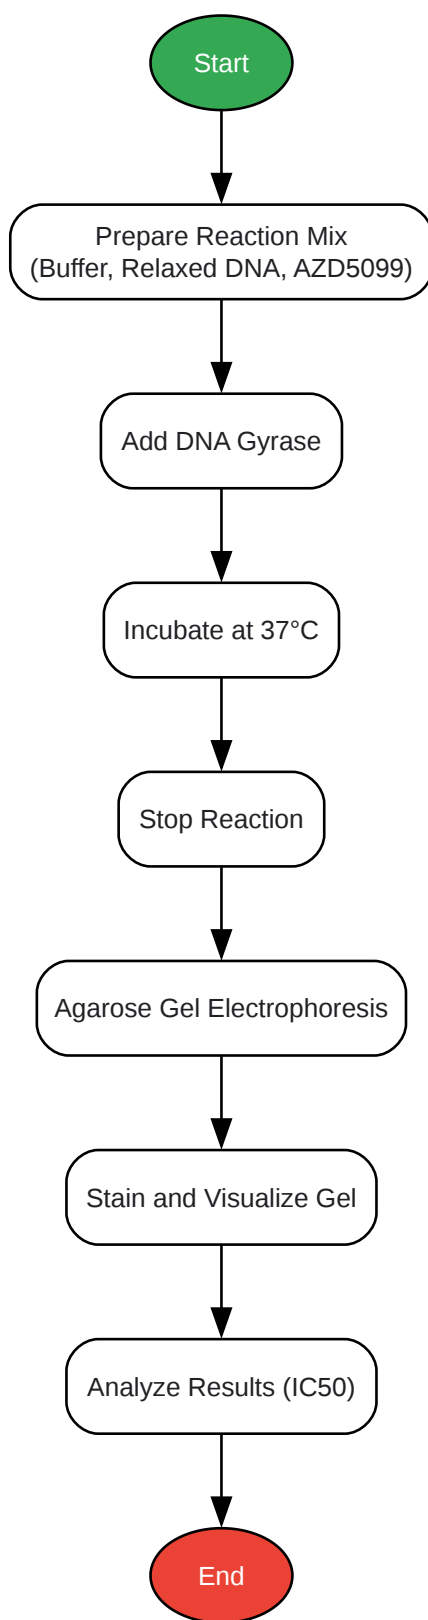 Start
Prepare Reaction Mix
(Buffer, Relaxed DNA, AZD5099)
Add DNA Gyrase
Incubate at 37°C
Stop Reaction
Agarose Gel Electrophoresis
Stain and Visualize Gel
Analyze Results (IC50)
End